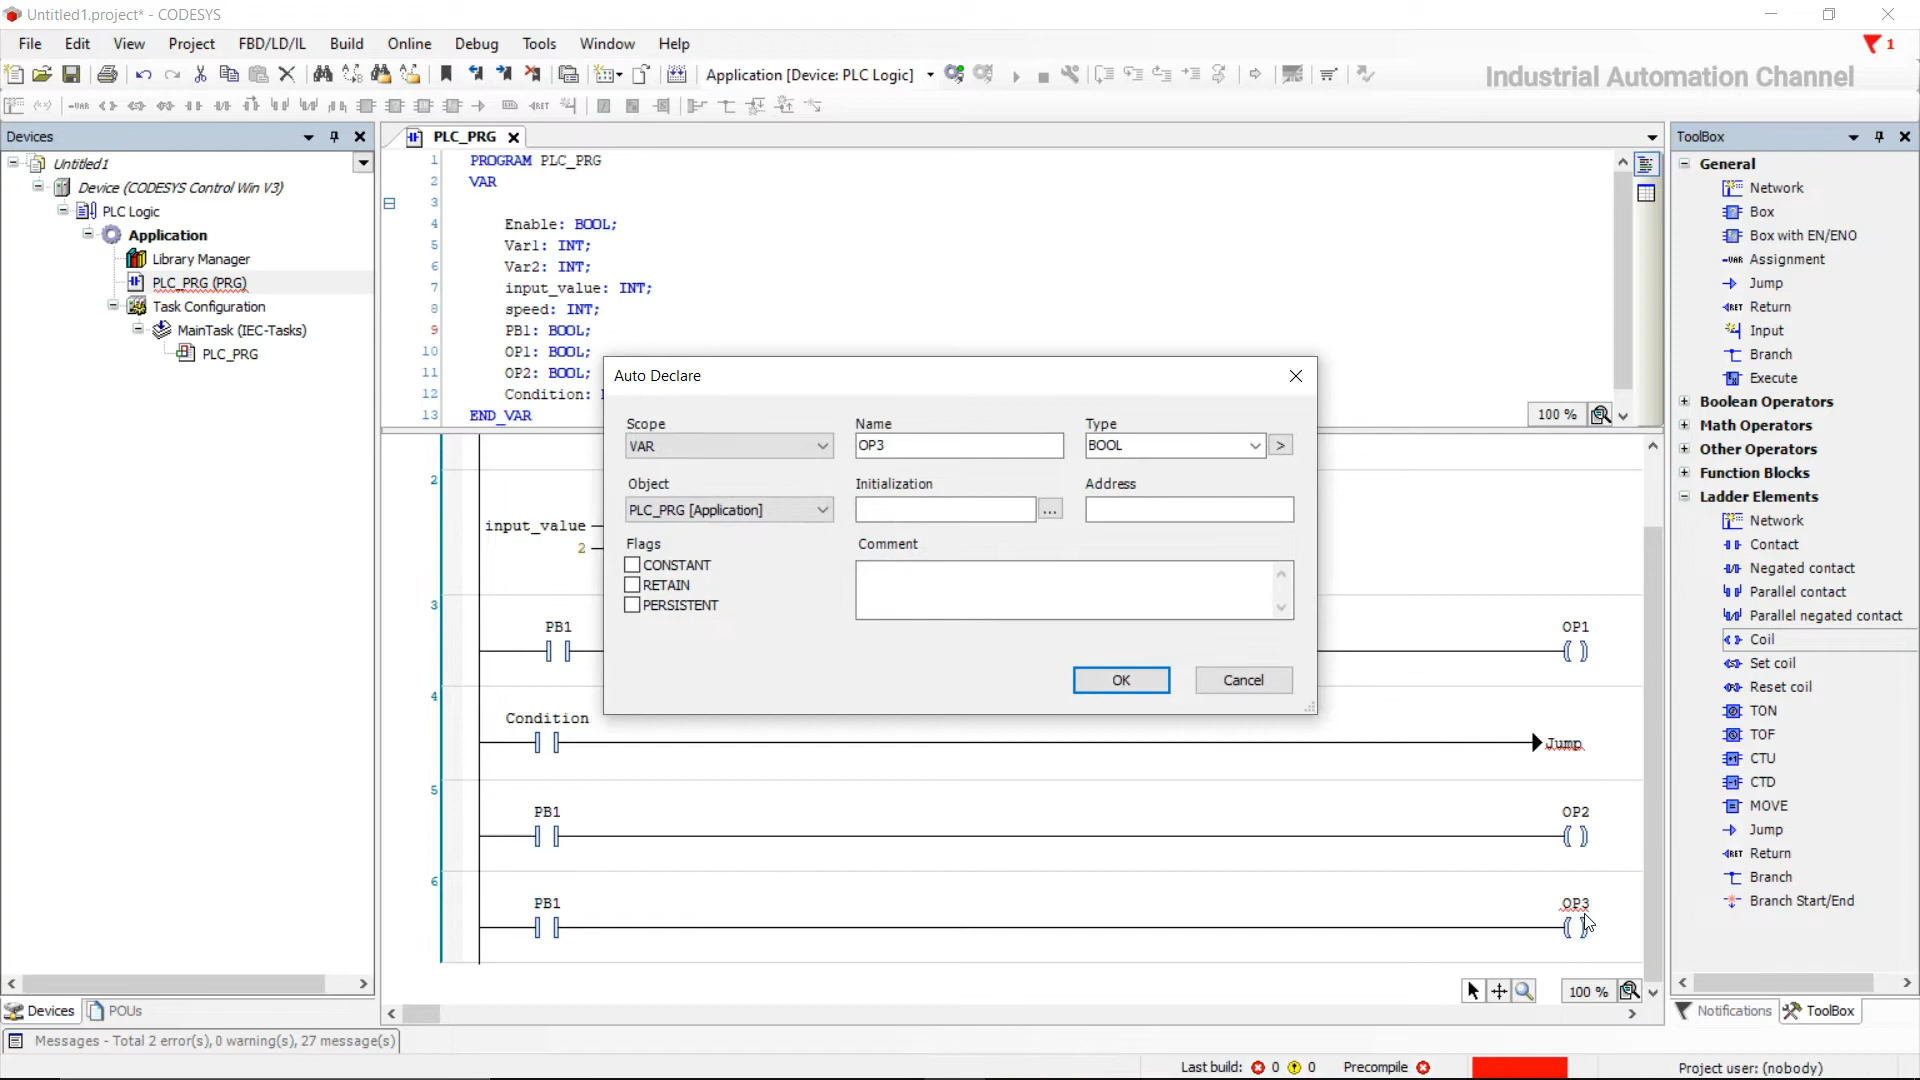 Untitled1.project* - CODESYS
File Edit View Project FBD/LD/IL Build Online Debug Tools Window Help
1
Application [Device: PLC Logic]
Industrial Automation Channel
Devices
Untitled1
Device (CODESYS Control Win V3)
PLC Logic
Application
Library Manager
PLC_PRG (PRG)
Task Configuration
MainTask (IEC-Tasks)
PLC_PRG
Devices
POUs
PLC_PRG
1 PROGRAM PLC_PRG
2 VAR
3
4 Enable: BOOL;
5 Var1: INT;
6 Var2: INT;
7 input_value: INT;
8 speed: INT;
9 PB1: BOOL;
10 OP1: BOOL;
11 OP2: BOOL;
12 Condition:
13 END_VAR
100 %
2
input_value
2
3
PB1
OP1
4
Condition
Jump
5
PB1
OP2
6
PB1
OP3
100 %
Auto Declare
Scope Name Type
VAR OP3 BOOL >
Object Initialization Address
PLC_PRG [Application] ...
Flags Comment
CONSTANT
RETAIN
PERSISTENT
OK Cancel
ToolBox
General
Network
Box
Box with EN/ENO
VAR Assignment
Jump
RET Return
Input
Branch
Execute
Boolean Operators
Math Operators
Other Operators
Function Blocks
Ladder Elements
Network
Contact
Negated contact
Parallel contact
Parallel negated contact
Coil
Set coil
Reset coil
TON
TOF
CTU
CTD
MOVE
Jump
RET Return
Branch
Branch Start/End
Notifications
ToolBox
Messages - Total 2 error(s), 0 warning(s), 27 message(s)
Last build: 0 0 Precompile
Project user: (nobody)